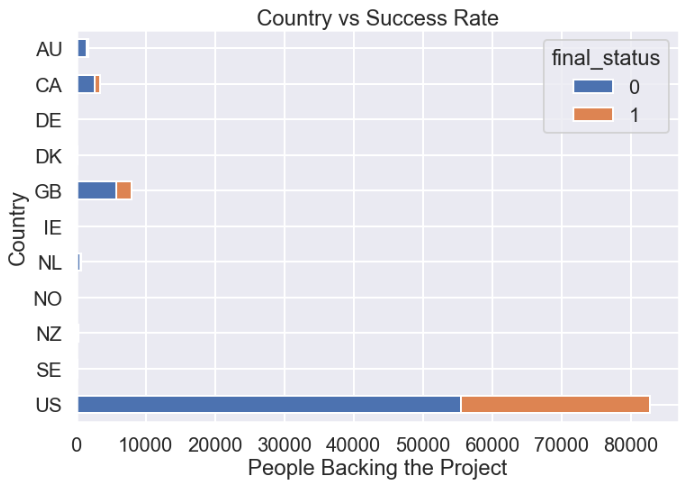 Country vs Success Rate
final_status
0
1
Country
AU
CA
DE
DK
GB
IE
NL
NO
NZ
SE
US
0 10000 20000 30000 40000 50000 60000 70000 80000
People Backing the Project